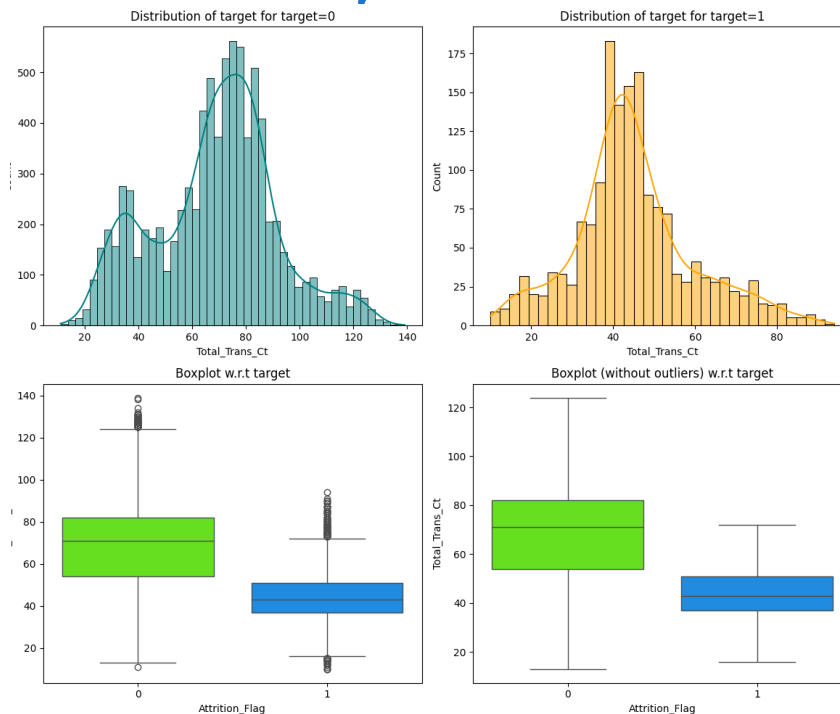 Distribution of target for target=0
Distribution of target for target=1
500
400
300
200
100
0
20 40 60 80 100 120 140
Total_Trans_Ct
Count
175
150
125
100
75
50
25
0
20 40 60 80
Total_Trans_Ct
Boxplot w.r.t target
Boxplot (without outliers) w.r.t target
140
120
100
80
60
40
20
0 1
Attrition_Flag
Total_Trans_Ct
120
100
80
60
40
20
0 1
Attrition_Flag